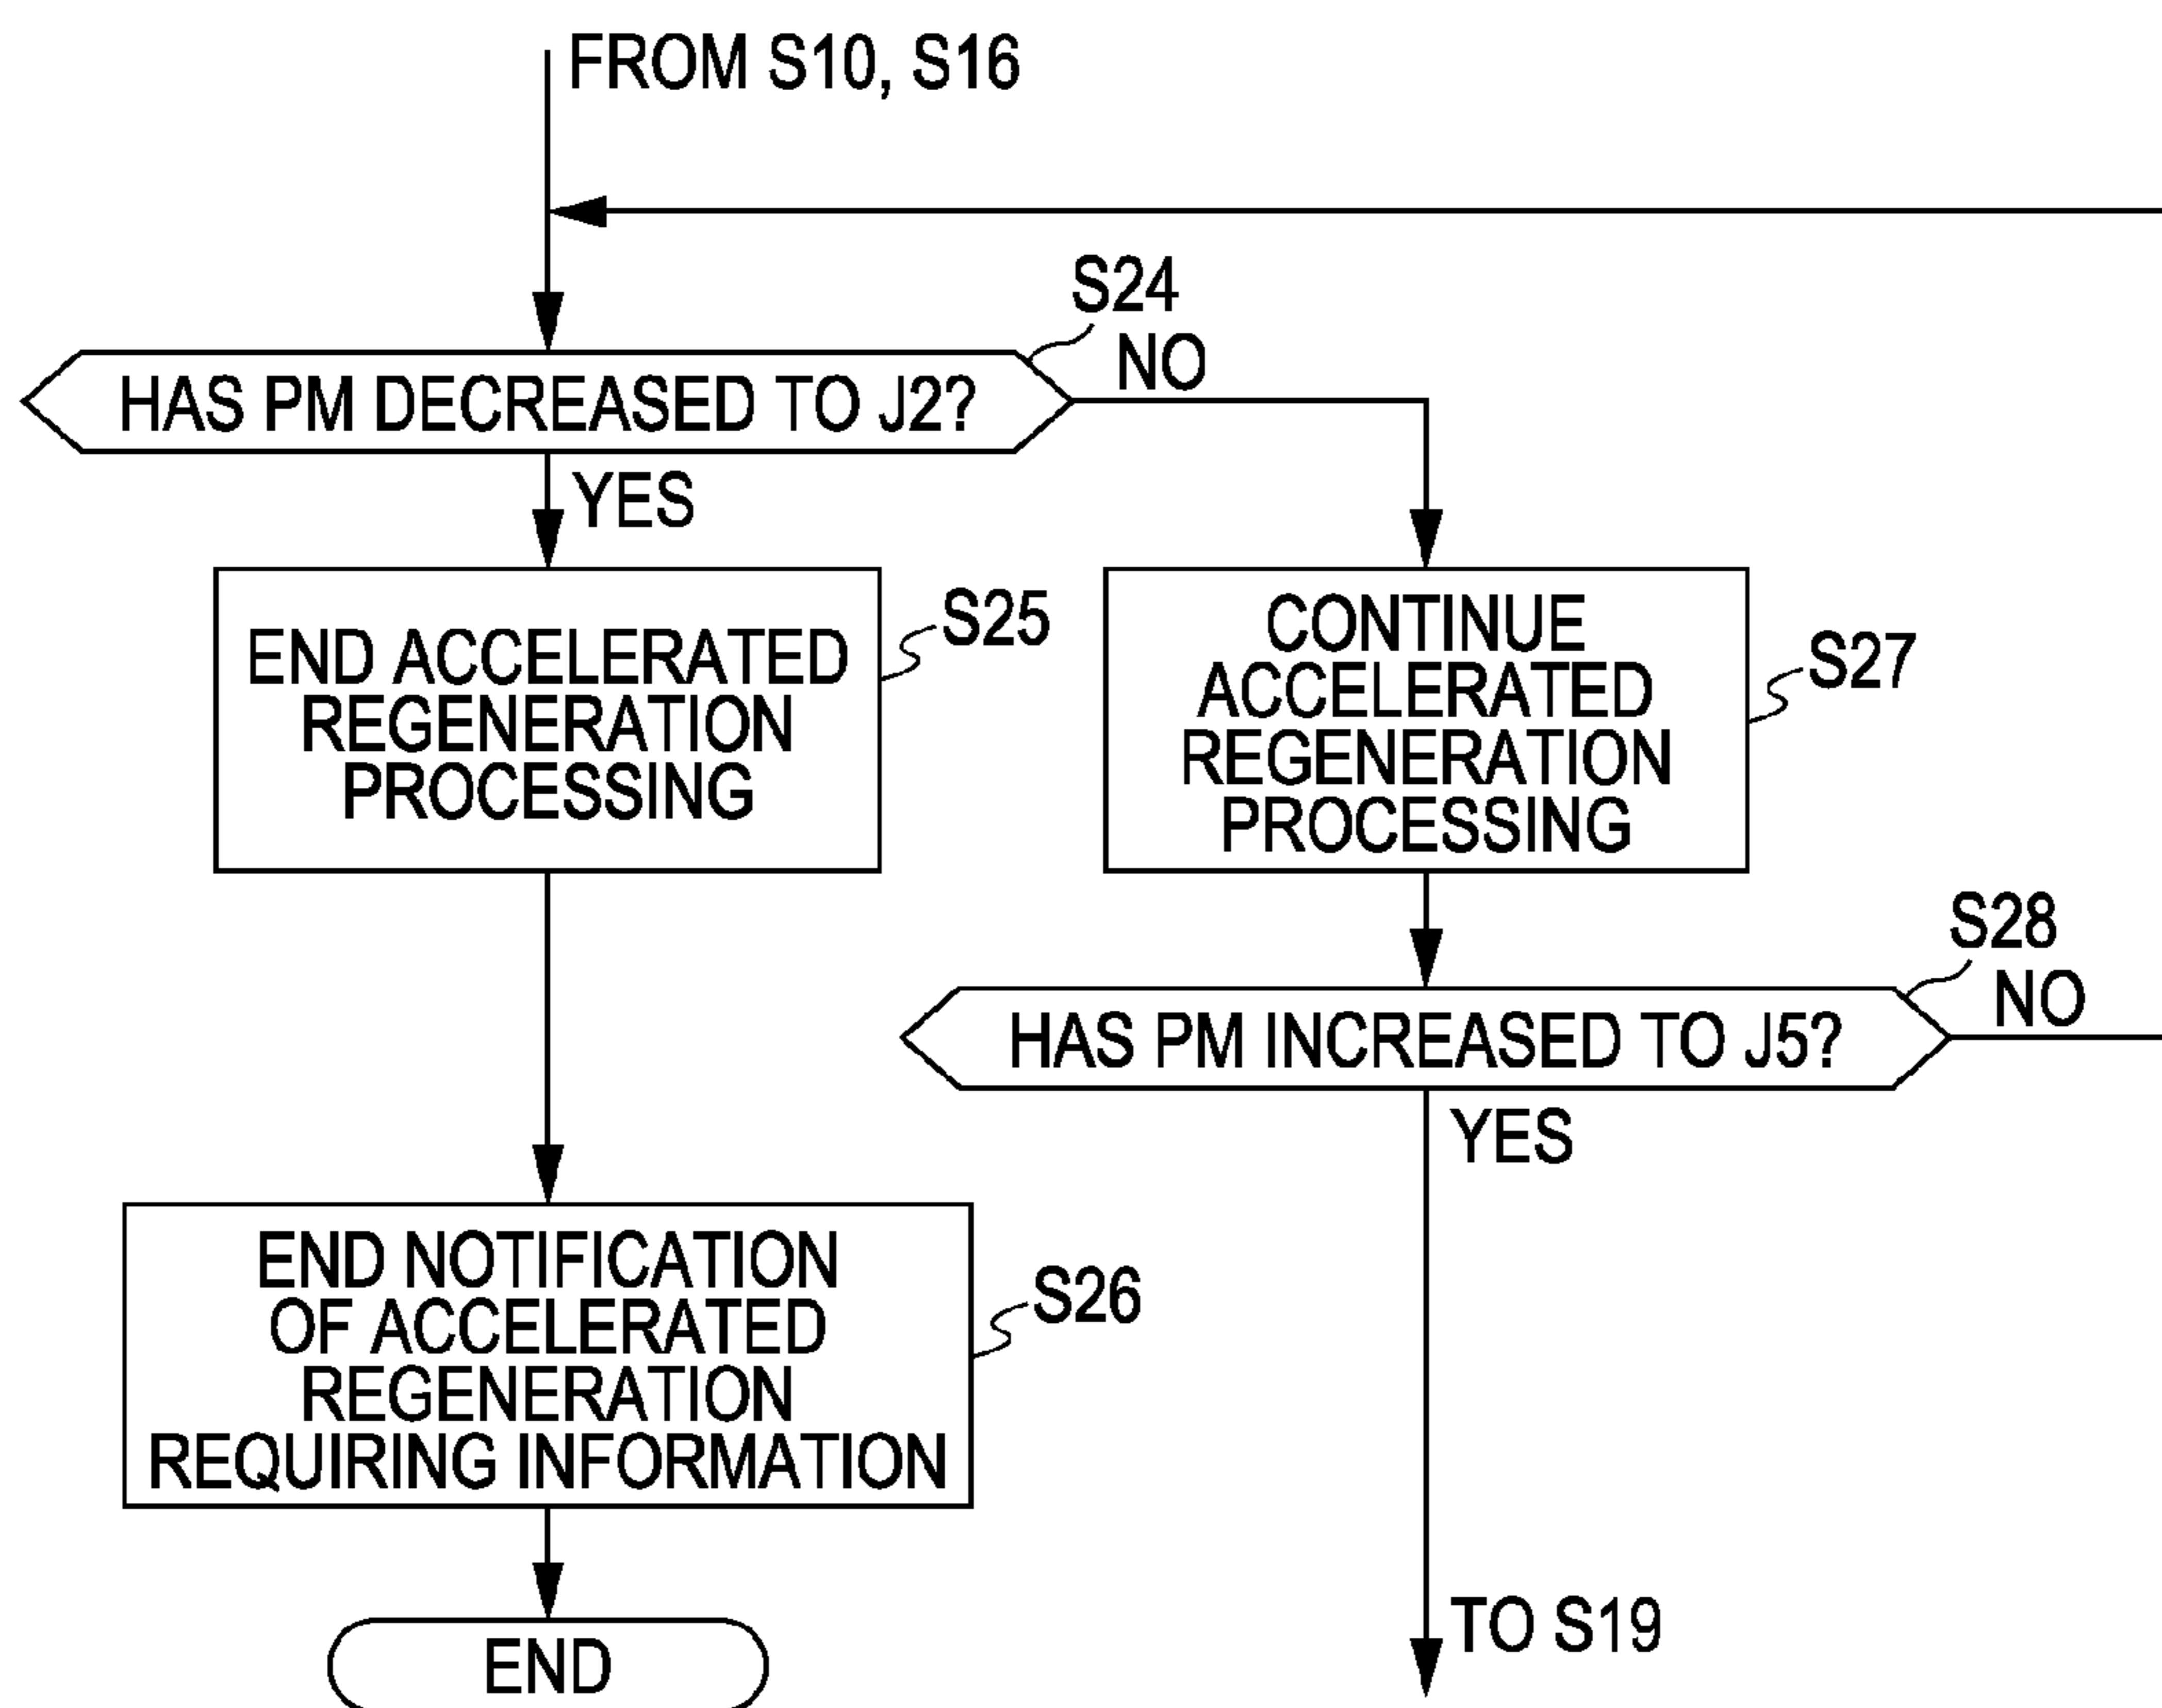 FROM S10, S16
S24
NO
HAS PM DECREASED TO J2?
YES
END ACCELERATED
REGENERATION
PROCESSING
S25
CONTINUE
ACCELERATED
REGENERATION
PROCESSING
S27
S28
NO
HAS PM INCREASED TO J5?
YES
END NOTIFICATION
OF ACCELERATED
REGENERATION
REQUIRING INFORMATION
S26
TO S19
END